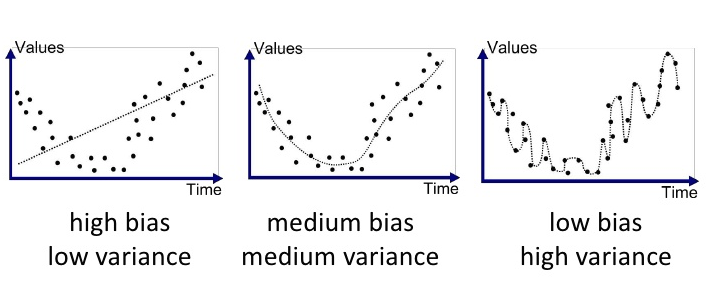 Values
Time
high bias
low variance
Values
Time
medium bias
medium variance
Values
Time
low bias
high variance